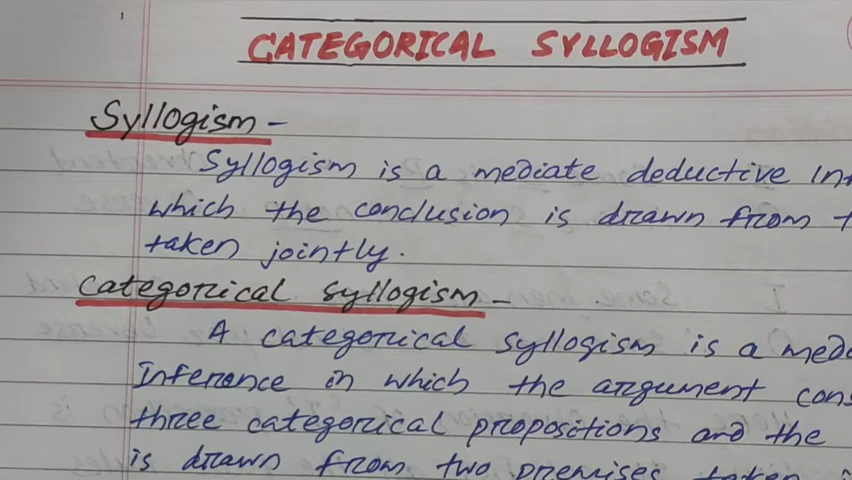 CATEGORICAL SYLLOGISM
Syllogism -
Syllogism is a mediate deductive
which the conclusion is drawn from
taken jointly.
Categorical syllogism -
A categorical syllogism is a
Inference in which the argument
three categorical propositions and the
is drawn from two premises taken